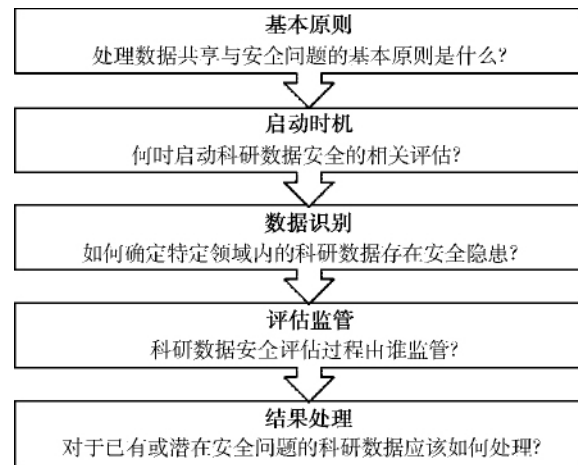 基本原则
处理数据共享与安全问题的基本原则是什么?
启动时机
何时启动科研数据安全的相关评估?
数据识别
如何确定特定领域内的科研数据存在安全隐患?
评估监管
科研数据安全评估过程由谁监管?
结果处理
对于已有或潜在安全问题的科研数据应该如何处理?